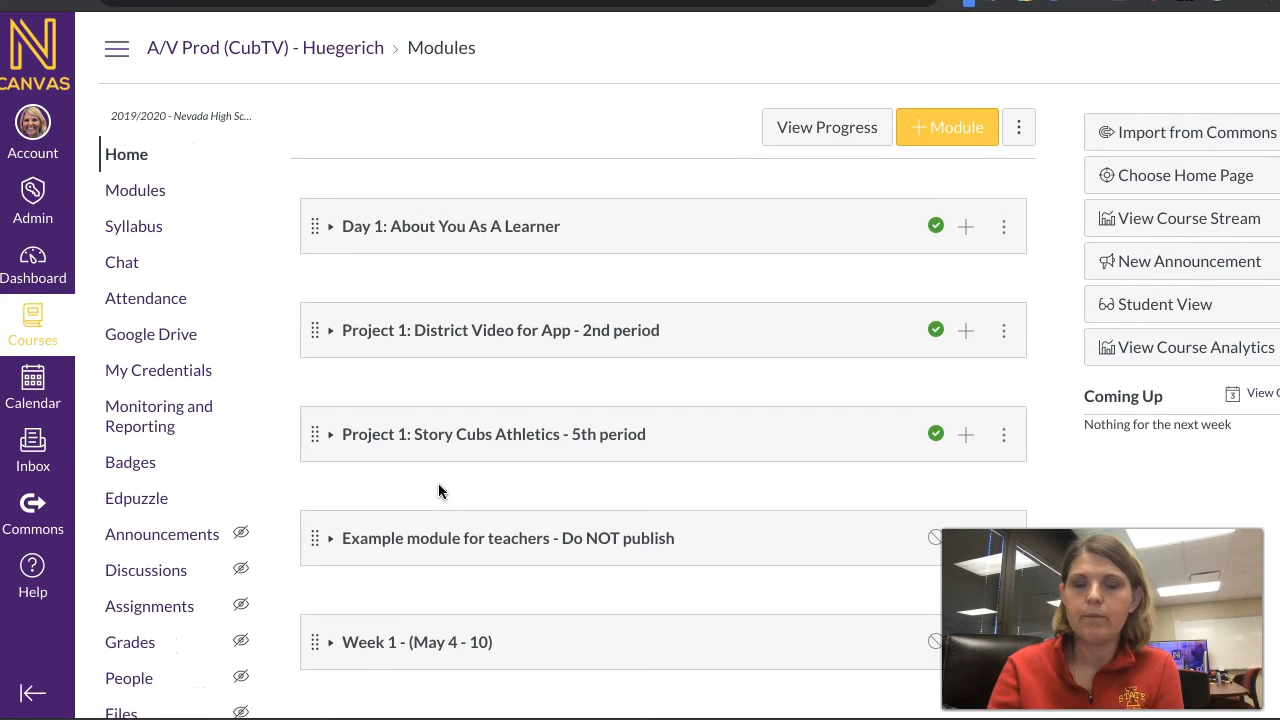 N
CANVAS
Account
Admin
Dashboard
Courses
Calendar
Inbox
Commons
Help
A/V Prod (CubTV) - Huegerich › Modules
2019/2020 - Nevada High Sc...
Home
Modules
Syllabus
Chat
Attendance
Google Drive
My Credentials
Monitoring and
Reporting
Badges
Edpuzzle
Announcements
Discussions
Assignments
Grades
People
Files
View Progress
+ Module
Day 1: About You As A Learner
Project 1: District Video for App - 2nd period
Project 1: Story Cubs Athletics - 5th period
Example module for teachers - Do NOT publish
Week 1 - (May 4 - 10)
Import from Commons
Choose Home Page
View Course Stream
New Announcement
Student View
View Course Analytics
Coming Up
3
View C
Nothing for the next week
N
STATE